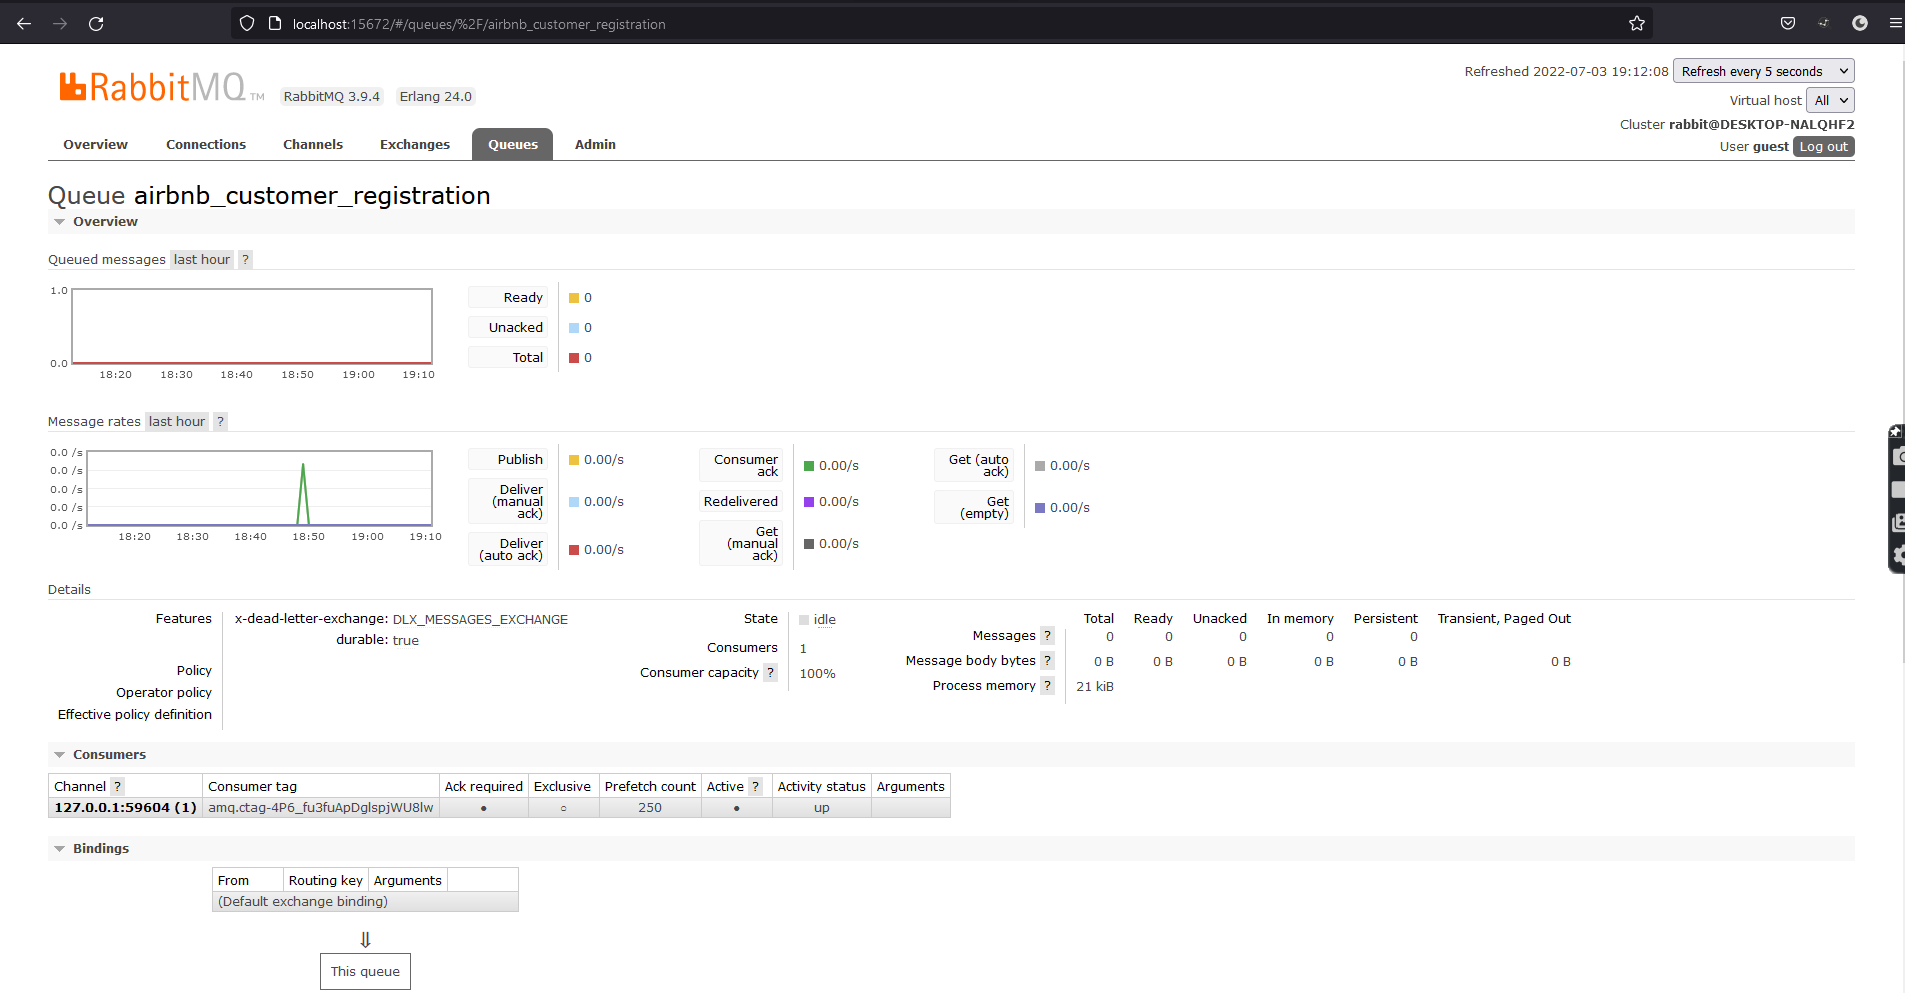 localhost:15672/#/queues/%2F/airbnb_customer_registration
RabbitMQ TM RabbitMQ 3.9.4 Erlang 24.0
Refreshed 2022-07-03 19:12:08 Refresh every 5 seconds
Virtual host All
Cluster rabbit@DESKTOP-NALQHF2
User guest Log out
Overview Connections Channels Exchanges Queues Admin
Queue airbnb_customer_registration
Overview
Queued messages last hour ?
1.0
0.0
18:20 18:30 18:40 18:50 19:00 19:10
Ready 0
Unacked 0
Total 0
Message rates last hour ?
0.0 /s
0.0 /s
0.0 /s
0.0 /s
0.0 /s
18:20 18:30 18:40 18:50 19:00 19:10
Publish 0.00/s
Deliver
(manual 0.00/s
ack)
Deliver
(auto ack) 0.00/s
Consumer
ack 0.00/s
Redelivered 0.00/s
Get
(manual 0.00/s
ack)
Get (auto
ack) 0.00/s
Get
(empty) 0.00/s
Details
Features x-dead-letter-exchange: DLX_MESSAGES_EXCHANGE
durable: true
Policy
Operator policy
Effective policy definition
State idle
Consumers 1
Consumer capacity ? 100%
Total Ready Unacked In memory Persistent Transient, Paged Out
Messages ? 0 0 0 0 0
Message body bytes ? 0 B 0 B 0 B 0 B 0 B 0 B
Process memory ? 21 kiB
Consumers
Channel ? Consumer tag Ack required Exclusive Prefetch count Active ? Activity status Arguments
127.0.0.1:59604 (1) amq.ctag-4P6_fu3fuApDglspjWU8lw ● ○ 250 ● up
Bindings
From Routing key Arguments
(Default exchange binding)
⇓
This queue